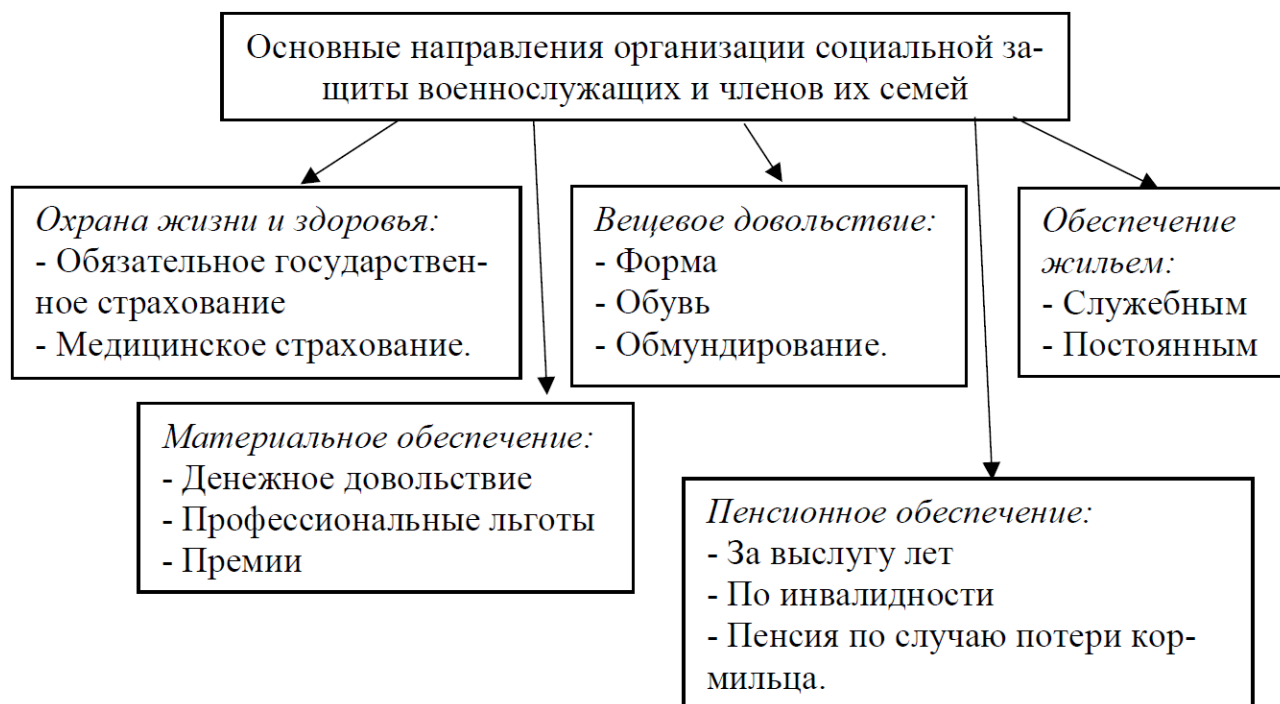 Основные направления организации социальной за-
щиты военнослужащих и членов их семей
Охрана жизни и здоровья:
- Обязательное государствен-
ное страхование
- Медицинское страхование.
Вещевое довольствие:
- Форма
- Обувь
- Обмундирование.
Обеспечение
жильем:
- Служебным
- Постоянным
Материальное обеспечение:
- Денежное довольствие
- Профессиональные льготы
- Премии
Пенсионное обеспечение:
- За выслугу лет
- По инвалидности
- Пенсия по случаю потери кор-
мильца.